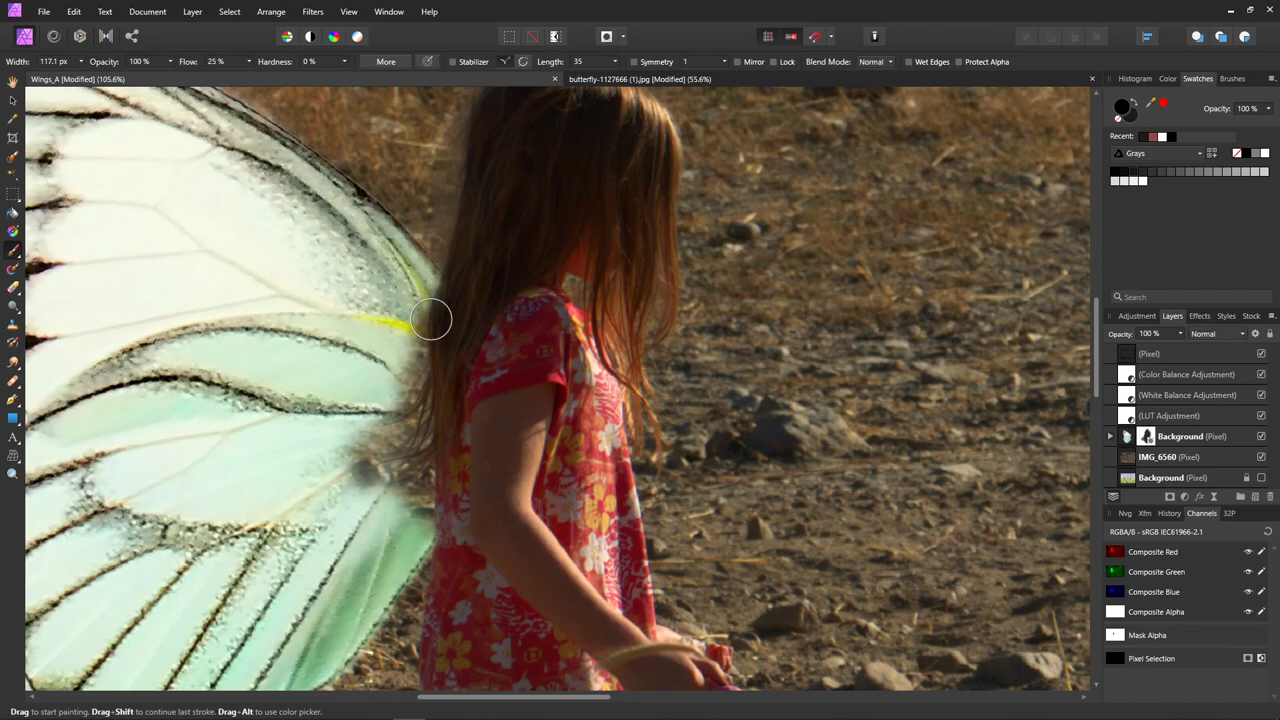 File Edit Text Document Layer Select Arrange Filters View Window Help
Width: 117.1 px Opacity: 100 % Flow: 25 % Hardness: 0 % More Stabilizer Length: 35 Symmetry 1 Mirror Lock Blend Mode: Normal Wet Edges Protect Alpha
Wings_A [Modified] (105.6%) butterfly-1127666 (1).jpg [Modified] (55.6%)
Histogram Color Swatches Brushes
Opacity: 100 %
Recent:
Grays
Search
Adjustment Layers Effects Styles Stock
Opacity: 100 % Normal
(Pixel)
(Color Balance Adjustment)
(White Balance Adjustment)
(LUT Adjustment)
Background (Pixel)
IMG_6560 (Pixel)
Background (Pixel)
Nvg Xfm History Channels 32P
RGBA/8 - sRGB IEC61966-2.1
Composite Red
Composite Green
Composite Blue
Composite Alpha
Mask Alpha
Pixel Selection
Drag to start painting. Drag+Shift to continue last stroke. Drag+Alt to use color picker.